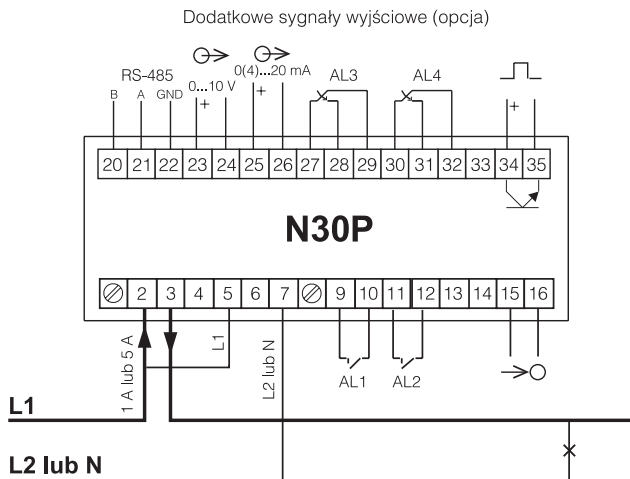 Dodatkowe sygnały wyjściowe (opcja)
RS-485
B A GND
0...10 V
+
0(4)...20 mA
+
AL3
AL4
+
20 21 22 23 24 25 26 27 28 29 30 31 32 33 34 35
N30P
2 3 4 5 6 7 9 10 11 12 13 14 15 16
1 A lub 5 A
L1
L2 lub N
AL1
AL2
L1
L2 lub N